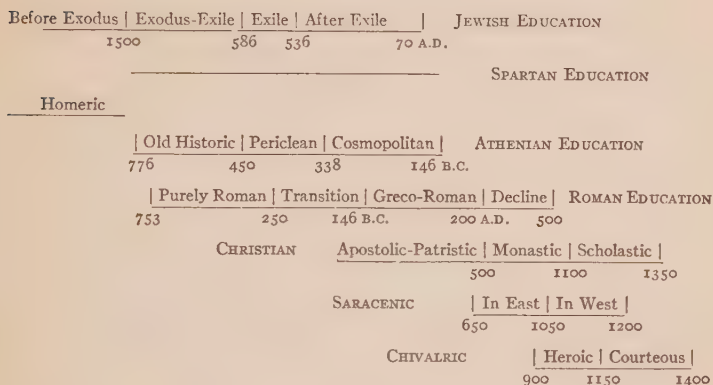 Before Exodus | Exodus-Exile | Exile | After Exile | JEWISH EDUCATION
1500 586 536 70 A.D.
SPARTAN EDUCATION
Homeric
| Old Historic | Periclean | Cosmopolitan | ATHENIAN EDUCATION
776 450 338 146 B.C.
| Purely Roman | Transition | Greco-Roman | Decline | ROMAN EDUCATION
753 250 146 B.C. 200 A.D. 500
CHRISTIAN Apostolic-Patristic | Monastic | Scholastic |
500 1100 1350
SARACENIC | In East | In West |
650 1050 1200
CHIVALRIC | Heroic | Courteous |
900 1150 1400